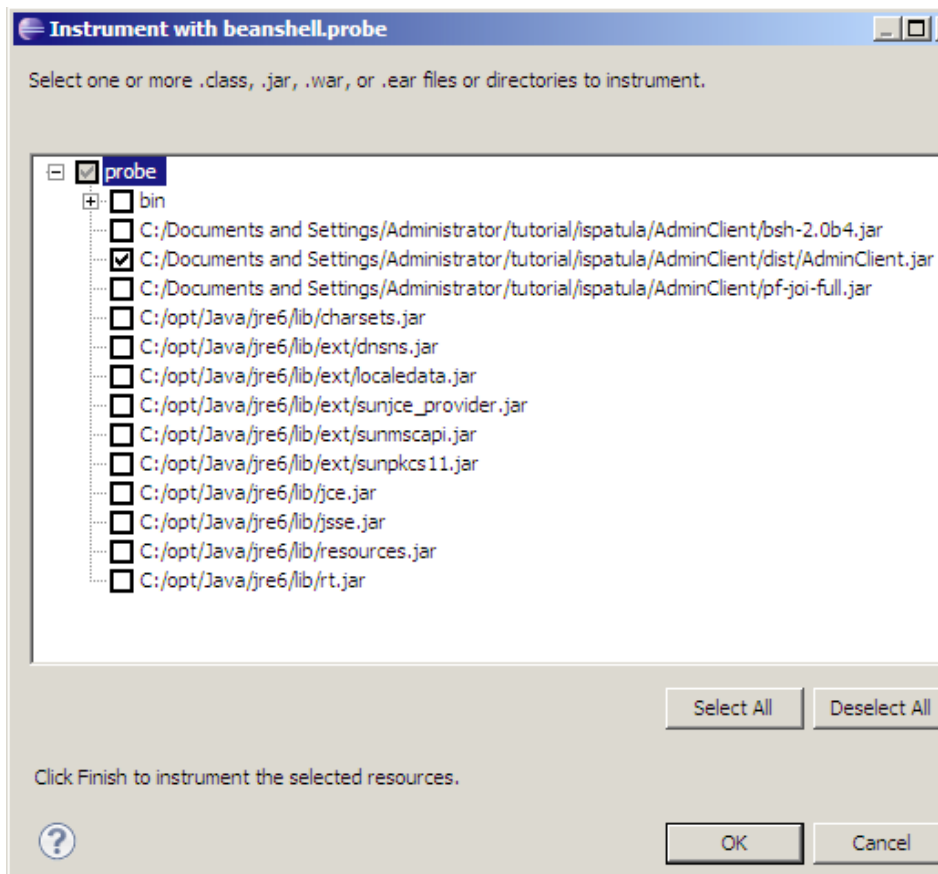 Instrument with beanshell.probe
Select one or more .class, .jar, .war, or .ear files or directories to instrument.
probe
bin
C:/Documents and Settings/Administrator/tutorial/ispatula/AdminClient/bsh-2.0b4.jar
C:/Documents and Settings/Administrator/tutorial/ispatula/AdminClient/dist/AdminClient.jar
C:/Documents and Settings/Administrator/tutorial/ispatula/AdminClient/pf-joi-full.jar
C:/opt/Java/jre6/lib/charsets.jar
C:/opt/Java/jre6/lib/ext/dnsns.jar
C:/opt/Java/jre6/lib/ext/localedata.jar
C:/opt/Java/jre6/lib/ext/sunjce_provider.jar
C:/opt/Java/jre6/lib/ext/sunmscapi.jar
C:/opt/Java/jre6/lib/ext/sunpkcs11.jar
C:/opt/Java/jre6/lib/jce.jar
C:/opt/Java/jre6/lib/jsse.jar
C:/opt/Java/jre6/lib/resources.jar
C:/opt/Java/jre6/lib/rt.jar
Select All Deselect All
Click Finish to instrument the selected resources.
? OK Cancel